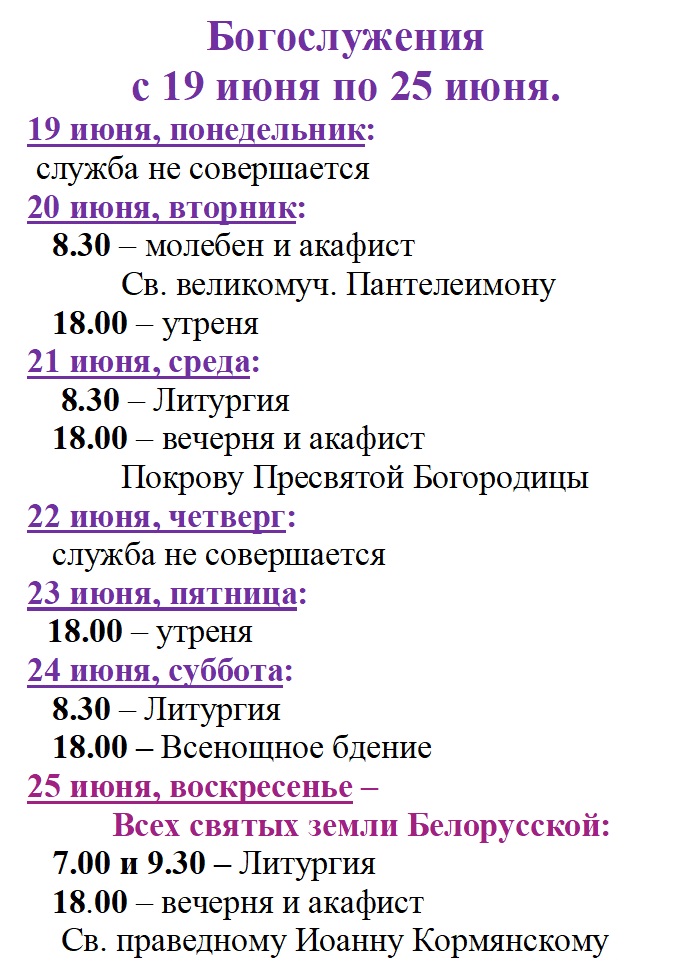 Богослужения
с 19 июня по 25 июня.
19 июня, понедельник:
служба не совершается
20 июня, вторник:
8.30 – молебен и акафист
Св. великомуч. Пантелеимону
18.00 – утреня
21 июня, среда:
8.30 – Литургия
18.00 – вечерня и акафист
Покрову Пресвятой Богородицы
22 июня, четверг:
служба не совершается
23 июня, пятница:
18.00 – утреня
24 июня, суббота:
8.30 – Литургия
18.00 – Всенощное бдение
25 июня, воскресенье –
Всех святых земли Белорусской:
7.00 и 9.30 – Литургия
18.00 – вечерня и акафист
Св. праведному Иоанну Кормянскому